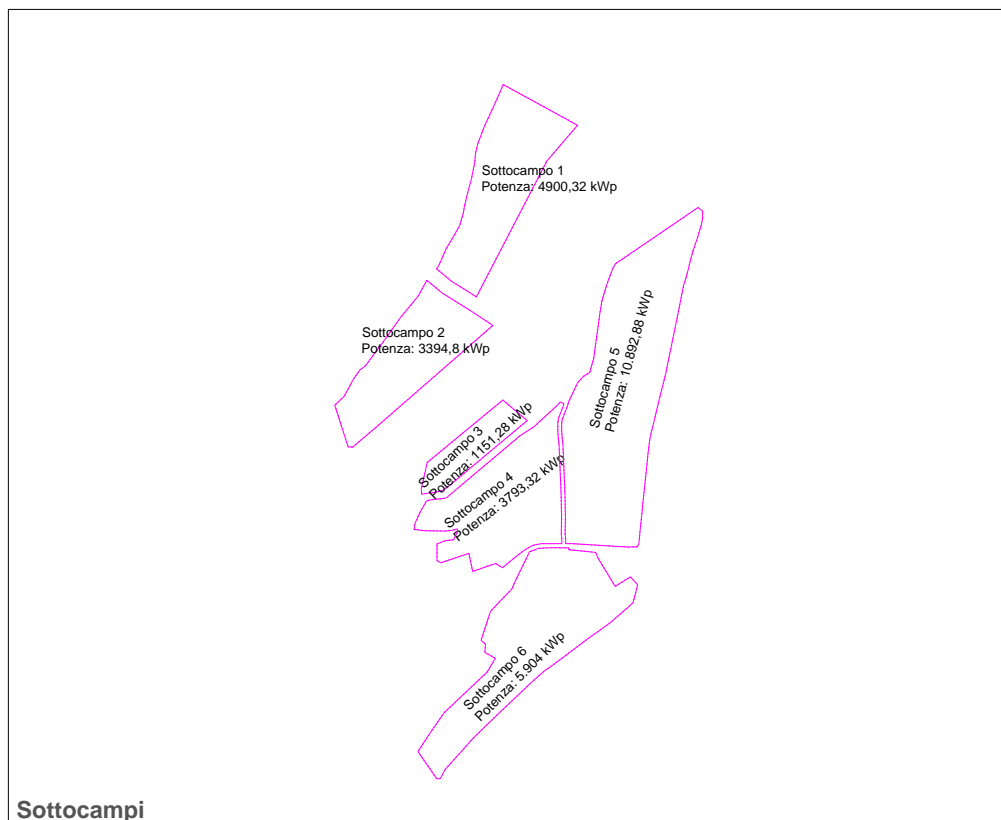 Sottocampo 1
Potenza: 4900,32 kWp
Sottocampo 2
Potenza: 3394,8 kWp
Sottocampo 3
Potenza: 1151,28 kWp
Sottocampo 4
Potenza: 3793,32 kWp
Sottocampo 5
Potenza: 10.892,88 kWp
Sottocampo 6
Potenza: 5.904 kWp
Sottocampi